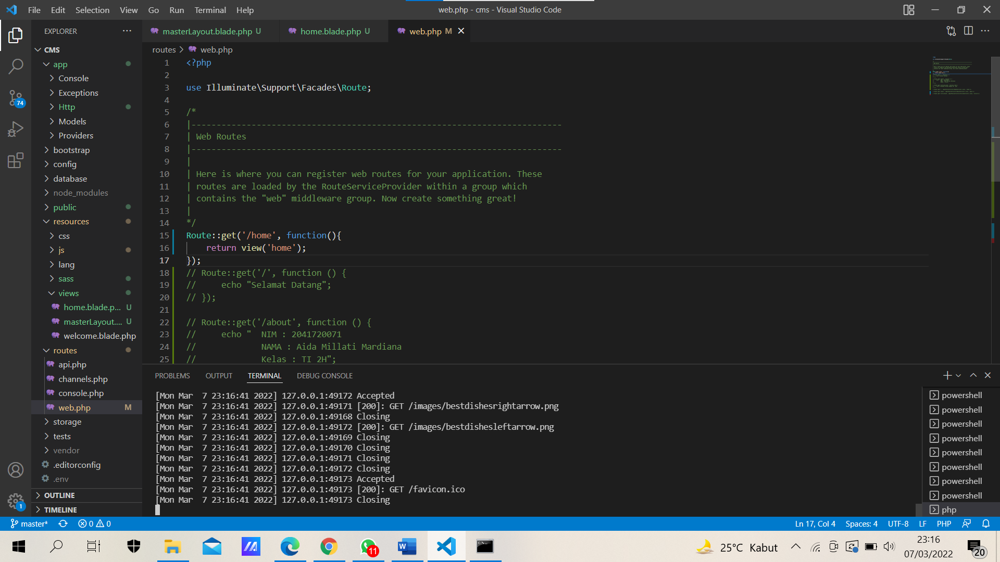 File Edit Selection View Go Run Terminal Help
web.php - cms - Visual Studio Code
EXPLORER
masterLayout.blade.php U
home.blade.php U
web.php M
CMS
app
Console
Exceptions
Http
Models
Providers
bootstrap
config
database
node_modules
public
resources
css
js
lang
sass
views
home.blade.p... U
masterLayout.... U
welcome.blade.php
routes
api.php
channels.php
console.php
web.php M
storage
tests
vendor
.editorconfig
.env
OUTLINE
TIMELINE
74
1
routes > web.php
1 <?php
2
3 use Illuminate\Support\Facades\Route;
4
5 /*
6 |--------------------------------------------------------------------------
7 | Web Routes
8 |--------------------------------------------------------------------------
9 |
10 | Here is where you can register web routes for your application. These
11 | routes are loaded by the RouteServiceProvider within a group which
12 | contains the "web" middleware group. Now create something great!
13 |
14 */
15 Route::get('/home', function(){
16     return view('home');
17 });
18 // Route::get('/', function () {
19 //     echo "Selamat Datang";
20 // });
21
22 // Route::get('/about', function () {
23 //     echo "  NIM : 2041720071
24 //             NAMA : Aida Millati Mardiana
25 //             Kelas : TI 2H";
PROBLEMS OUTPUT TERMINAL DEBUG CONSOLE
[Mon Mar  7 23:16:41 2022] 127.0.0.1:49172 Accepted
[Mon Mar  7 23:16:41 2022] 127.0.0.1:49171 [200]: GET /images/bestdishesrightarrow.png
[Mon Mar  7 23:16:41 2022] 127.0.0.1:49168 Closing
[Mon Mar  7 23:16:41 2022] 127.0.0.1:49172 [200]: GET /images/bestdishesleftarrow.png
[Mon Mar  7 23:16:41 2022] 127.0.0.1:49169 Closing
[Mon Mar  7 23:16:41 2022] 127.0.0.1:49170 Closing
[Mon Mar  7 23:16:41 2022] 127.0.0.1:49171 Closing
[Mon Mar  7 23:16:41 2022] 127.0.0.1:49172 Closing
[Mon Mar  7 23:16:41 2022] 127.0.0.1:49173 Accepted
[Mon Mar  7 23:16:41 2022] 127.0.0.1:49173 [200]: GET /favicon.ico
[Mon Mar  7 23:16:41 2022] 127.0.0.1:49173 Closing
powershell
powershell
powershell
powershell
powershell
powershell
powershell
powershell
php
master* 0 0
Ln 17, Col 4 Spaces: 4 UTF-8 LF PHP
11
25°C Kabut
23:16
07/03/2022
20